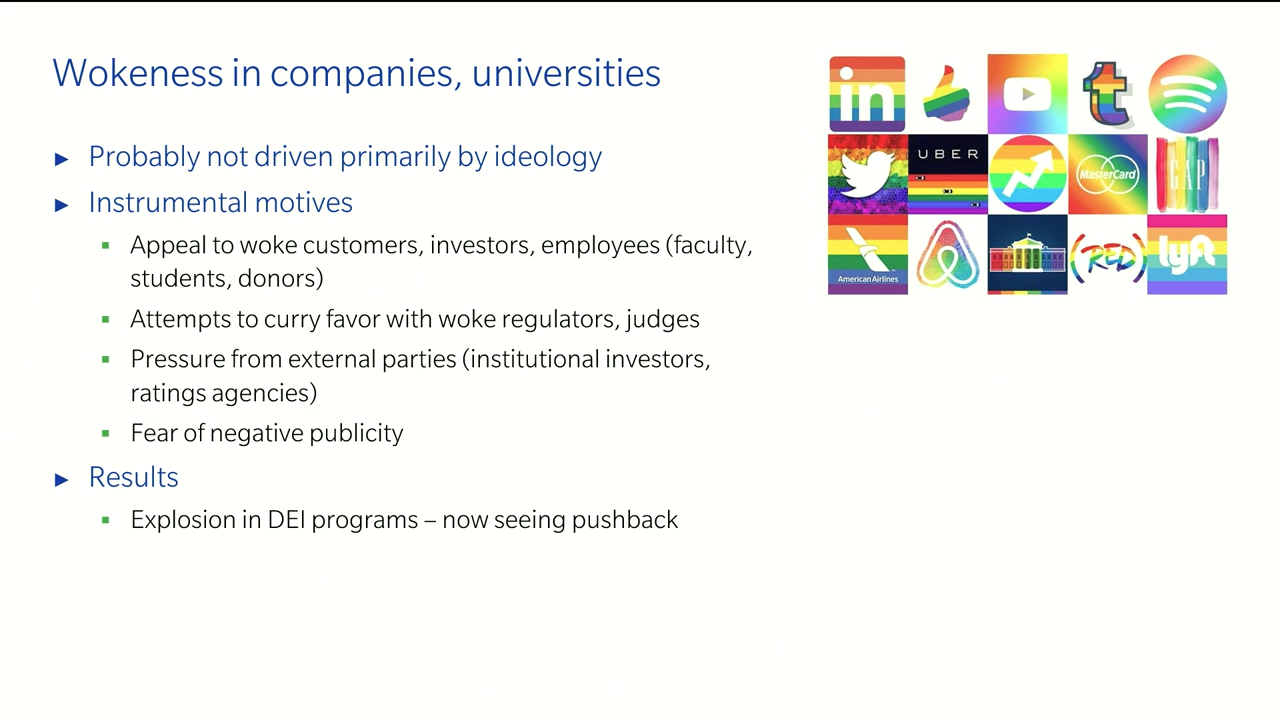 Wokeness in companies, universities
► Probably not driven primarily by ideology
► Instrumental motives
▪ Appeal to woke customers, investors, employees (faculty,
students, donors)
▪ Attempts to curry favor with woke regulators, judges
▪ Pressure from external parties (institutional investors,
ratings agencies)
▪ Fear of negative publicity
► Results
▪ Explosion in DEI programs – now seeing pushback
in
t
UBER
MasterCard
GAP
American Airlines
(RED)
lyft